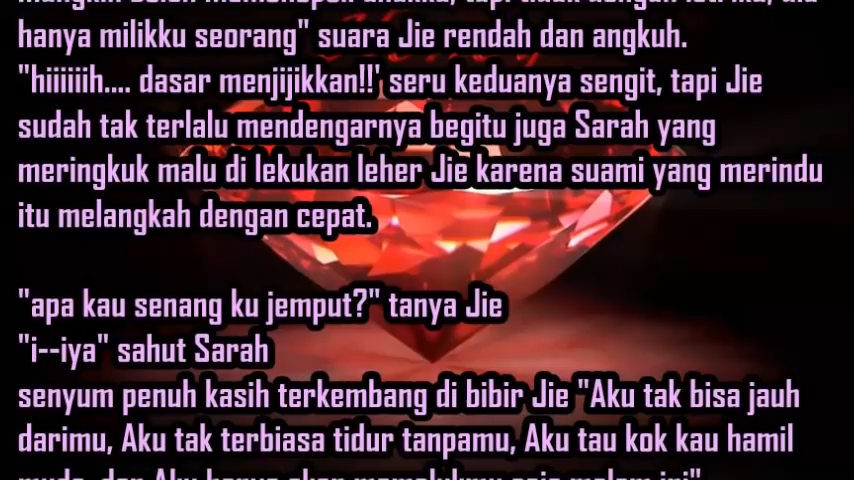 hanya milikku seorang" suara Jie rendah dan angkuh.
"hiiiiiih.... dasar menjijikkan!!' seru keduanya sengit, tapi Jie
sudah tak terlalu mendengarnya begitu juga Sarah yang
meringkuk malu di lekukan leher Jie karena suami yang merindu
itu melangkah dengan cepat.
"apa kau senang ku jemput?" tanya Jie
"i--iya" sahut Sarah
senyum penuh kasih terkembang di bibir Jie "Aku tak bisa jauh
darimu, Aku tak terbiasa tidur tanpamu, Aku tau kok kau hamil